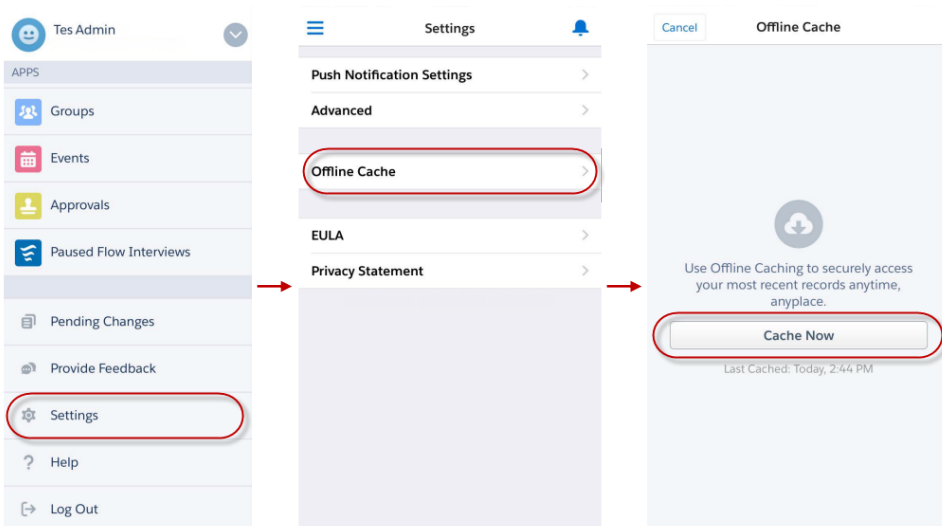 Tes Admin
APPS
Groups
Events
Approvals
Paused Flow Interviews
Pending Changes
Provide Feedback
Settings
Help
Log Out
Settings
Push Notification Settings
Advanced
Offline Cache
EULA
Privacy Statement
Cancel
Offline Cache
Use Offline Caching to securely access
your most recent records anytime,
anyplace.
Cache Now
Last Cached: Today, 2:44 PM